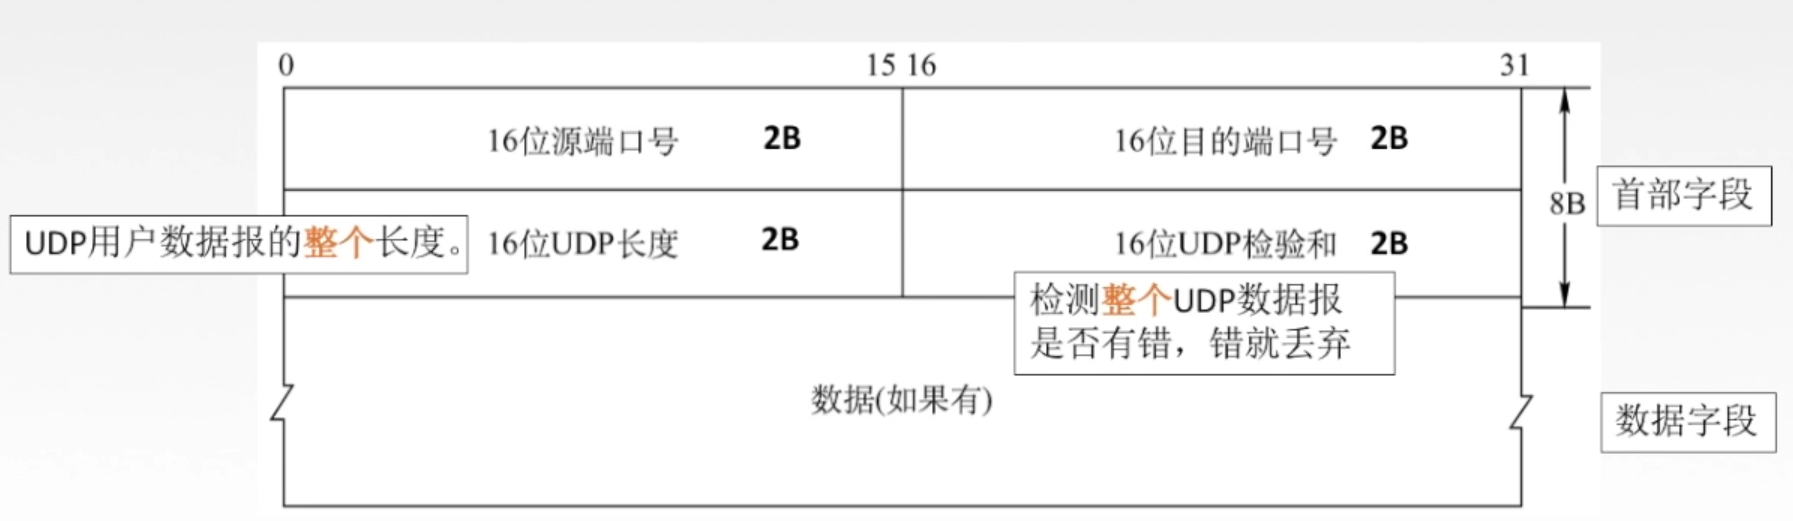 0 15 16 31
16位源端口号 2B 16位目的端口号 2B
首部字段
8B
UDP用户数据报的整个长度。 16位UDP长度 2B 16位UDP检验和 2B
检测整个UDP数据报
是否有错，错就丢弃
数据(如果有)
数据字段